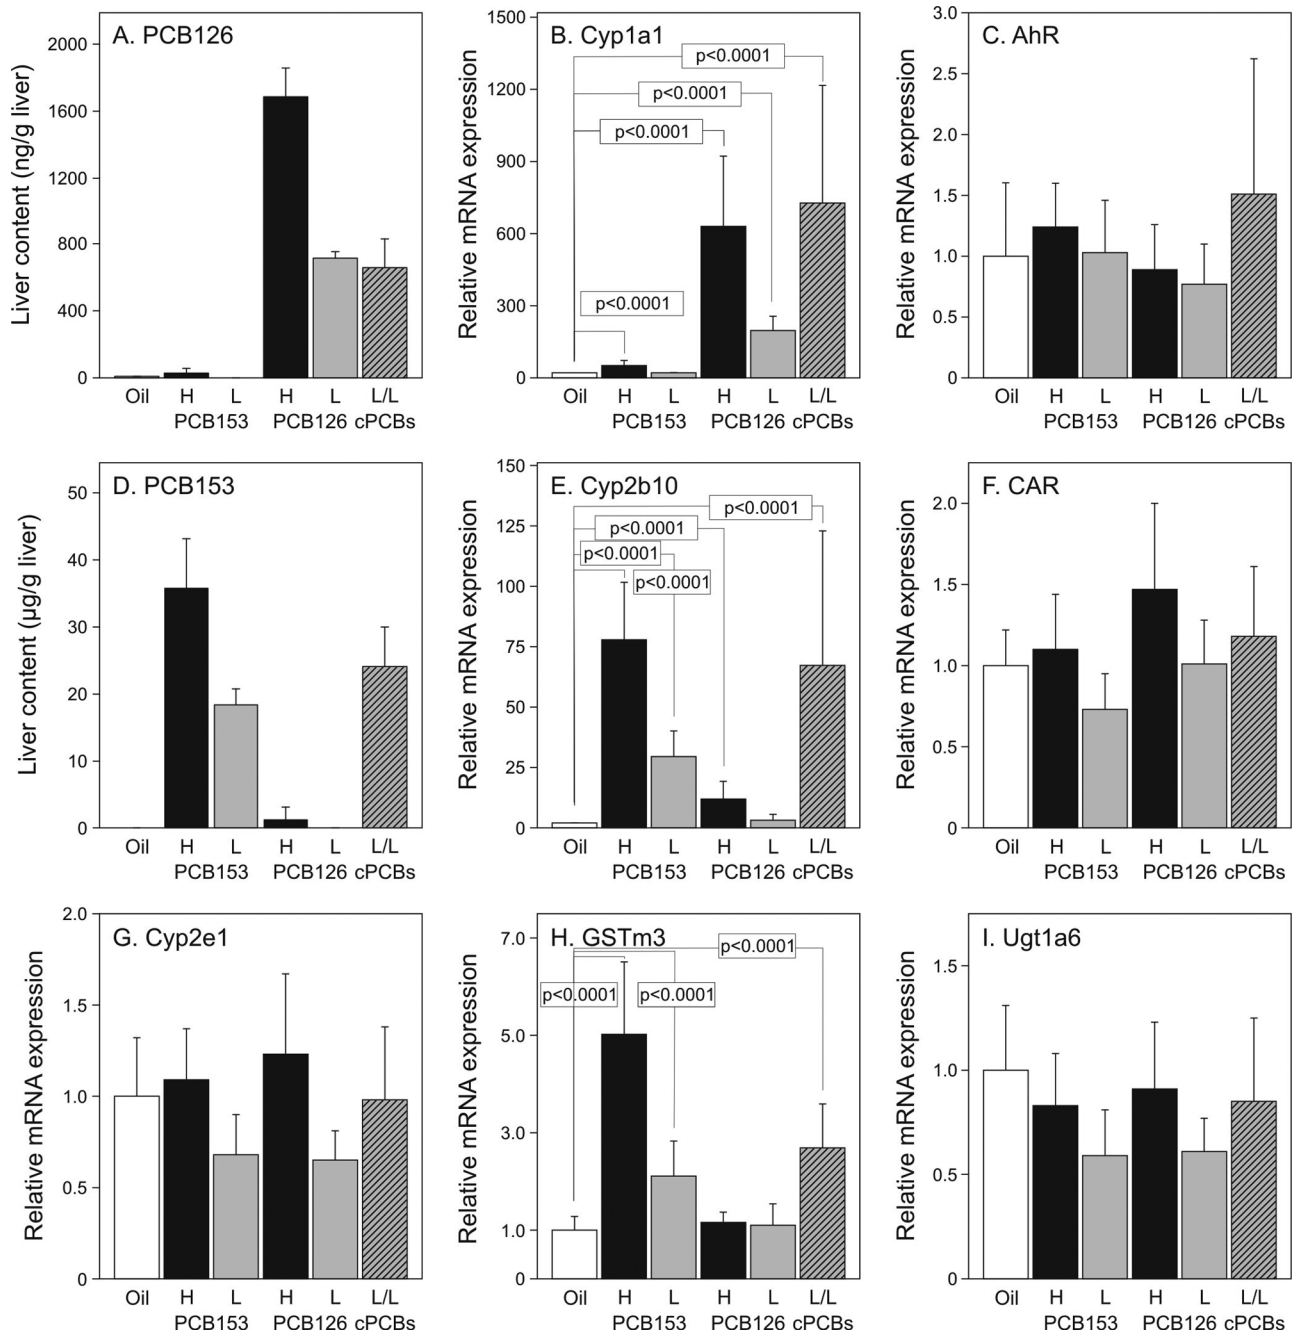 A. PCB126
Liver content (ng/g liver)
2000
1600
1200
800
400
0
Oil H L H L L/L
PCB153 PCB126 cPCBs
B. Cyp1a1
Relative mRNA expression
1500
1200
900
600
300
0
p<0.0001
p<0.0001
p<0.0001
p<0.0001
Oil H L H L L/L
PCB153 PCB126 cPCBs
C. AhR
Relative mRNA expression
3.0
2.5
2.0
1.5
1.0
0.5
0
Oil H L H L L/L
PCB153 PCB126 cPCBs
D. PCB153
Liver content (µg/g liver)
50
40
30
20
10
0
Oil H L H L L/L
PCB153 PCB126 cPCBs
E. Cyp2b10
Relative mRNA expression
150
125
100
75
50
25
0
p<0.0001
p<0.0001
p<0.0001
p<0.0001
Oil H L H L L/L
PCB153 PCB126 cPCBs
F. CAR
Relative mRNA expression
2.0
1.5
1.0
0.5
0
Oil H L H L L/L
PCB153 PCB126 cPCBs
G. Cyp2e1
Relative mRNA expression
2.0
1.5
1.0
0.5
0
Oil H L H L L/L
PCB153 PCB126 cPCBs
H. GSTm3
Relative mRNA expression
7.0
5.0
3.0
1.0
0
p<0.0001
p<0.0001
p<0.0001
Oil H L H L L/L
PCB153 PCB126 cPCBs
I. Ugt1a6
Relative mRNA expression
1.5
1.0
0.5
0
Oil H L H L L/L
PCB153 PCB126 cPCBs